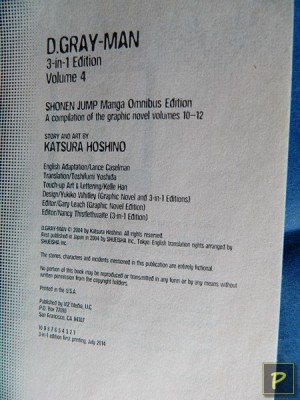 D.GRAY-MAN
3-in-1 Edition
Volume 4
SHONEN JUMP Manga Omnibus Edition
A compilation of the graphic novel volumes 10–12
STORY AND ART BY
KATSURA HOSHINO
English Adaptation/Lance Caselman
Translation/Toshifumi Yoshida
Touch-up Art & Lettering/Kelle Han
Design/Yukiko Whitley (Graphic Novel and 3-in-1 Editions)
Editor/Gary Leach (Graphic Novel Edition)
Editor/Nancy Thistlethwaite (3-in-1 Edition)
D.GRAY-MAN © 2004 by Katsura Hoshino. All rights reserved.
First published in Japan in 2004 by SHUEISHA Inc., Tokyo. English translation rights arranged by
SHUEISHA Inc.
The stories, characters and incidents mentioned in this publication are entirely fictional.
No portion of this book may be reproduced or transmitted in any form or by any means without
written permission from the copyright holders.
Printed in the U.S.A.
Published by VIZ Media, LLC
P.O. Box 77010
San Francisco, CA 94107
10 9 8 7 6 5 4 3 2 1
3-in-1 edition first printing, July 2014
P